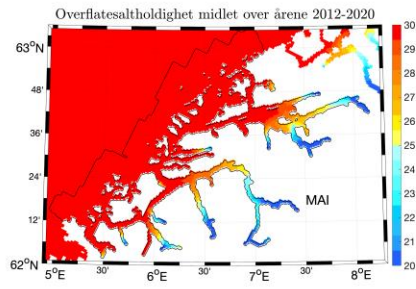 Overflatesaltholdighet midlet over årene 2012-2020
63°N
48'
36'
24'
12'
62°N
5°E
30'
6°E
30'
7°E
30'
8°E
MAI
30
29
28
27
26
25
24
23
22
21
20